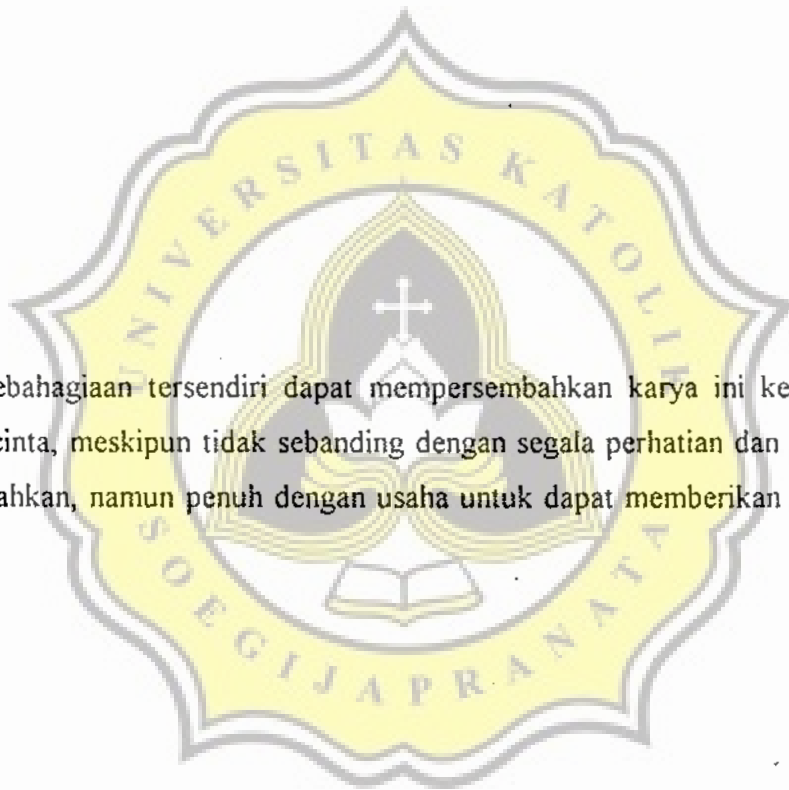 UNIVERSITAS KATOLIK
ebahagiaan tersendiri dapat mempersembahkan karya ini ke
cinta, meskipun tidak sebanding dengan segala perhatian dan
ahkan, namun penuh dengan usaha untuk dapat memberikan
SOEGIJAPRANATA